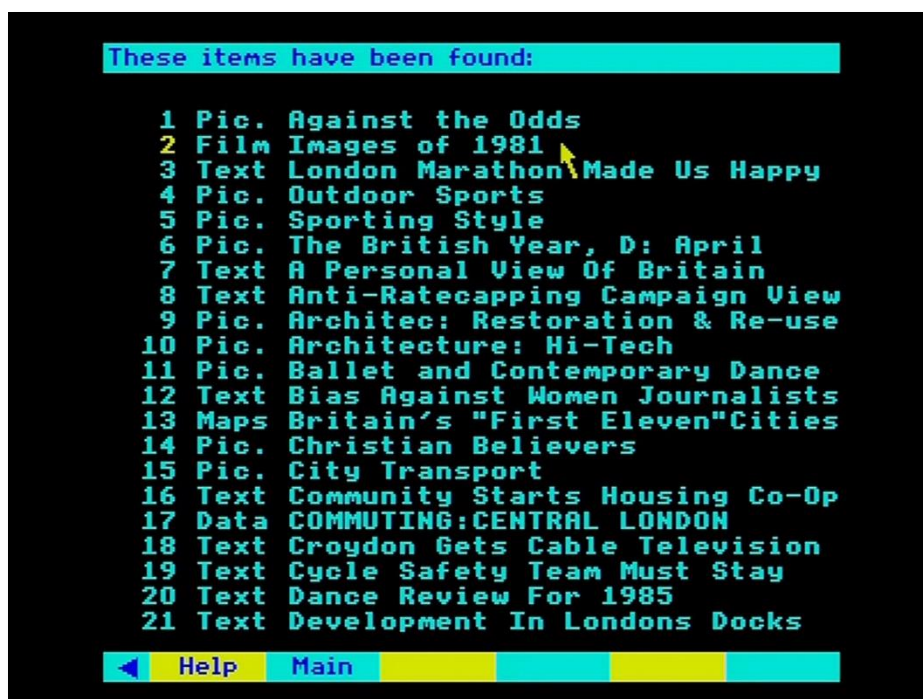 These items have been found:
1 Pic. Against the Odds
2 Film Images of 1981
3 Text London Marathon Made Us Happy
4 Pic. Outdoor Sports
5 Pic. Sporting Style
6 Pic. The British Year, D: April
7 Text A Personal View Of Britain
8 Text Anti-Ratecapping Campaign View
9 Pic. Architec: Restoration & Re-use
10 Pic. Architecture: Hi-Tech
11 Pic. Ballet and Contemporary Dance
12 Text Bias Against Women Journalists
13 Maps Britain's "First Eleven"Cities
14 Pic. Christian Believers
15 Pic. City Transport
16 Text Community Starts Housing Co-Op
17 Data COMMUTING:CENTRAL LONDON
18 Text Croydon Gets Cable Television
19 Text Cycle Safety Team Must Stay
20 Text Dance Review For 1985
21 Text Development In Londons Docks
Help Main